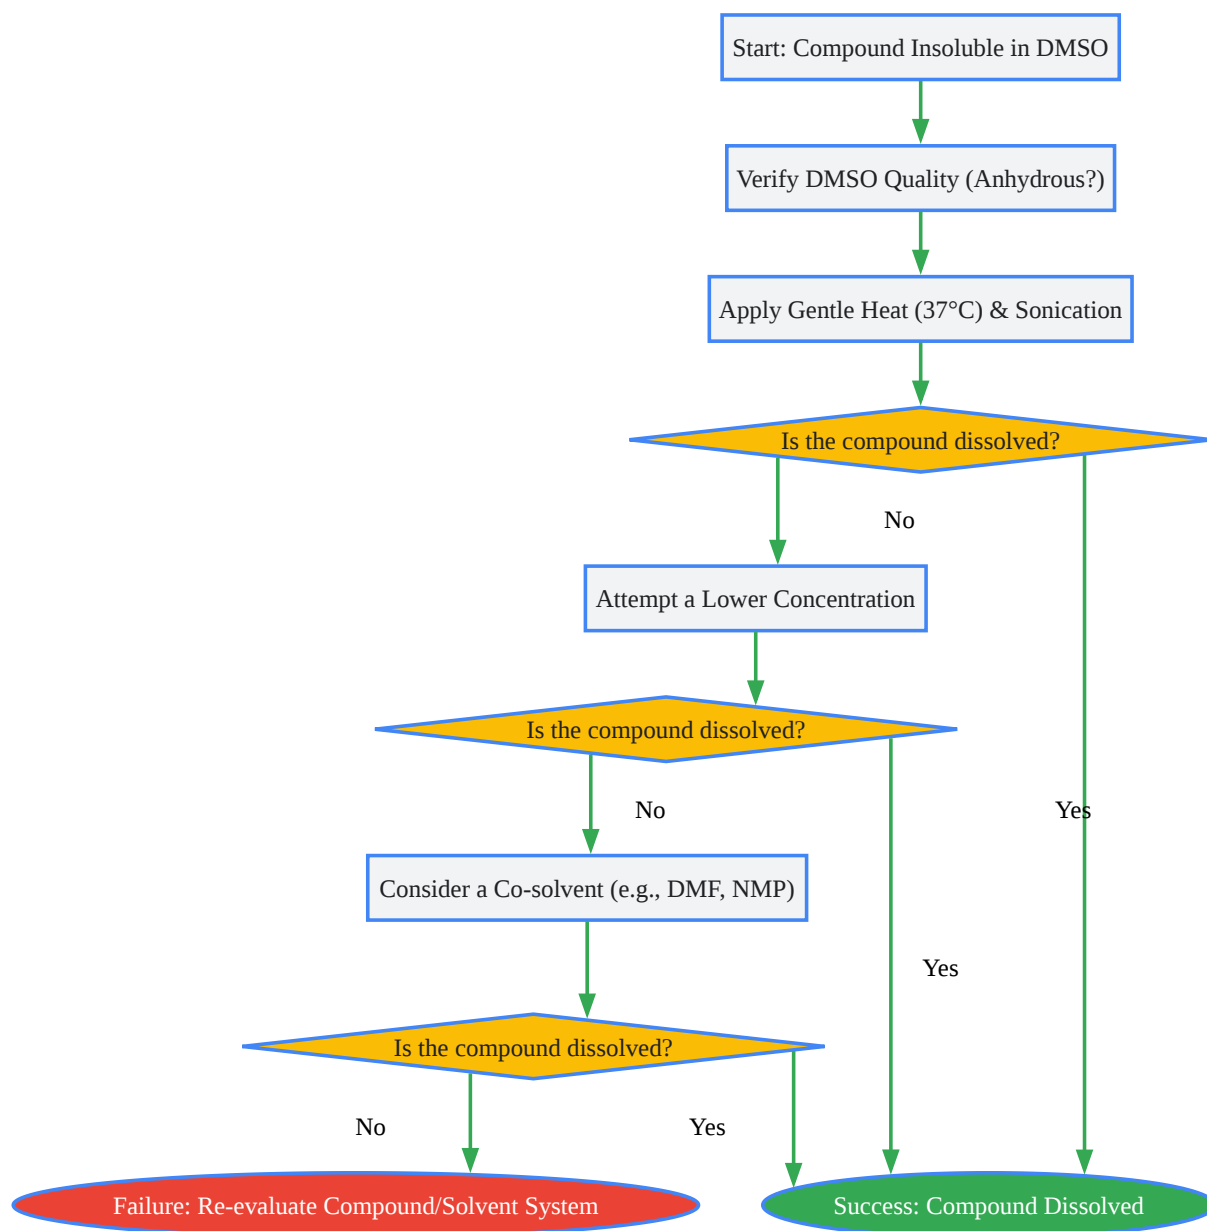 Start: Compound Insoluble in DMSO
Verify DMSO Quality (Anhydrous?)
Apply Gentle Heat (37°C) & Sonication
Is the compound dissolved?
No
Attempt a Lower Concentration
Is the compound dissolved?
No
Yes
Consider a Co-solvent (e.g., DMF, NMP)
Yes
Is the compound dissolved?
No
Yes
Failure: Re-evaluate Compound/Solvent System
Success: Compound Dissolved